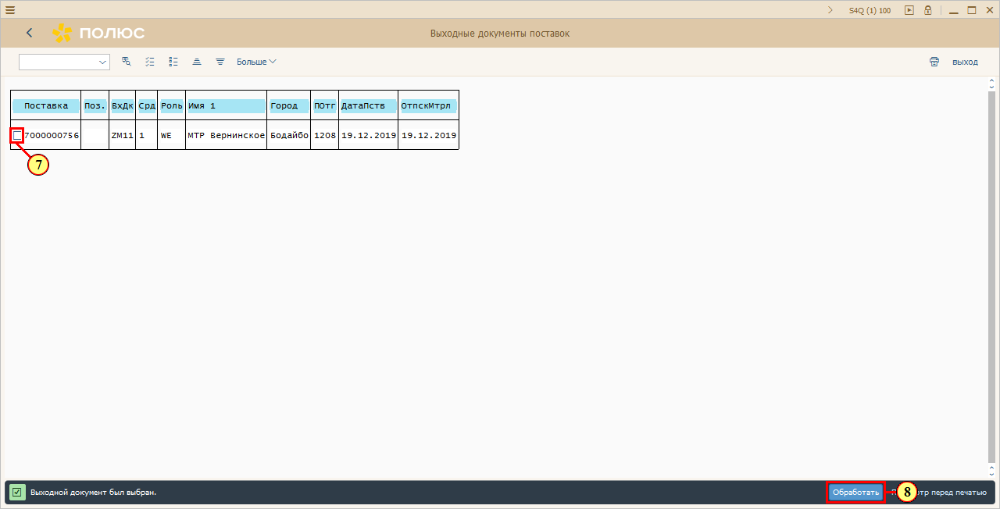 S4Q (1) 100
ПОЛЮС
Выходные документы поставок
Больше
выход
Поставка Поз. ВхДк Срд Роль Имя 1 Город ПОтг ДатаПств ОтпскМтрл
7000000756 ZM11 1 WE МТР Вернинское Бодайбо 1208 19.12.2019 19.12.2019
7
Выходной документ был выбран.
Обработать
8
тр перед печатью